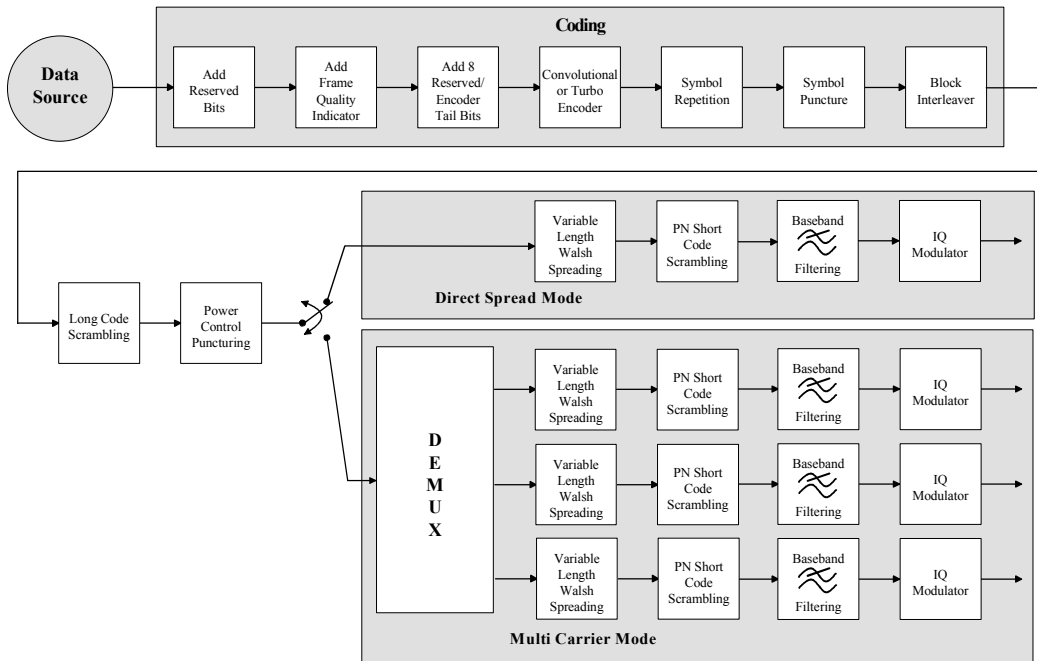 Coding
Data
Source
Add
Reserved
Bits
Add
Frame
Quality
Indicator
Add 8
Reserved/
Encoder
Tail Bits
Convolutional
or Turbo
Encoder
Symbol
Repetition
Symbol
Puncture
Block
Interleaver
Long Code
Scrambling
Power
Control
Puncturing
Variable
Length
Walsh
Spreading
PN Short
Code
Scrambling
Baseband
Filtering
IQ
Modulator
Direct Spread Mode
D
E
M
U
X
Variable
Length
Walsh
Spreading
PN Short
Code
Scrambling
Baseband
Filtering
IQ
Modulator
Variable
Length
Walsh
Spreading
PN Short
Code
Scrambling
Baseband
Filtering
IQ
Modulator
Variable
Length
Walsh
Spreading
PN Short
Code
Scrambling
Baseband
Filtering
IQ
Modulator
Multi Carrier Mode